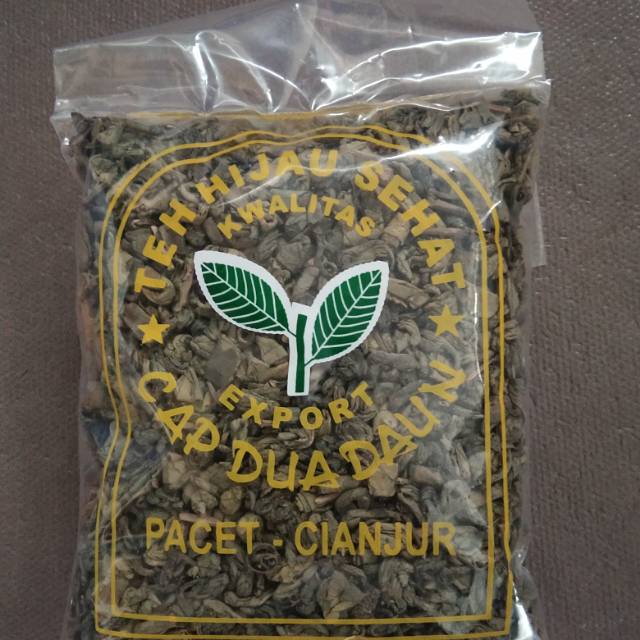 TEH HIJAU SEHAT
KWALITAS
EXPORT
CAP DUA DAUN
PACET - CIANJUR